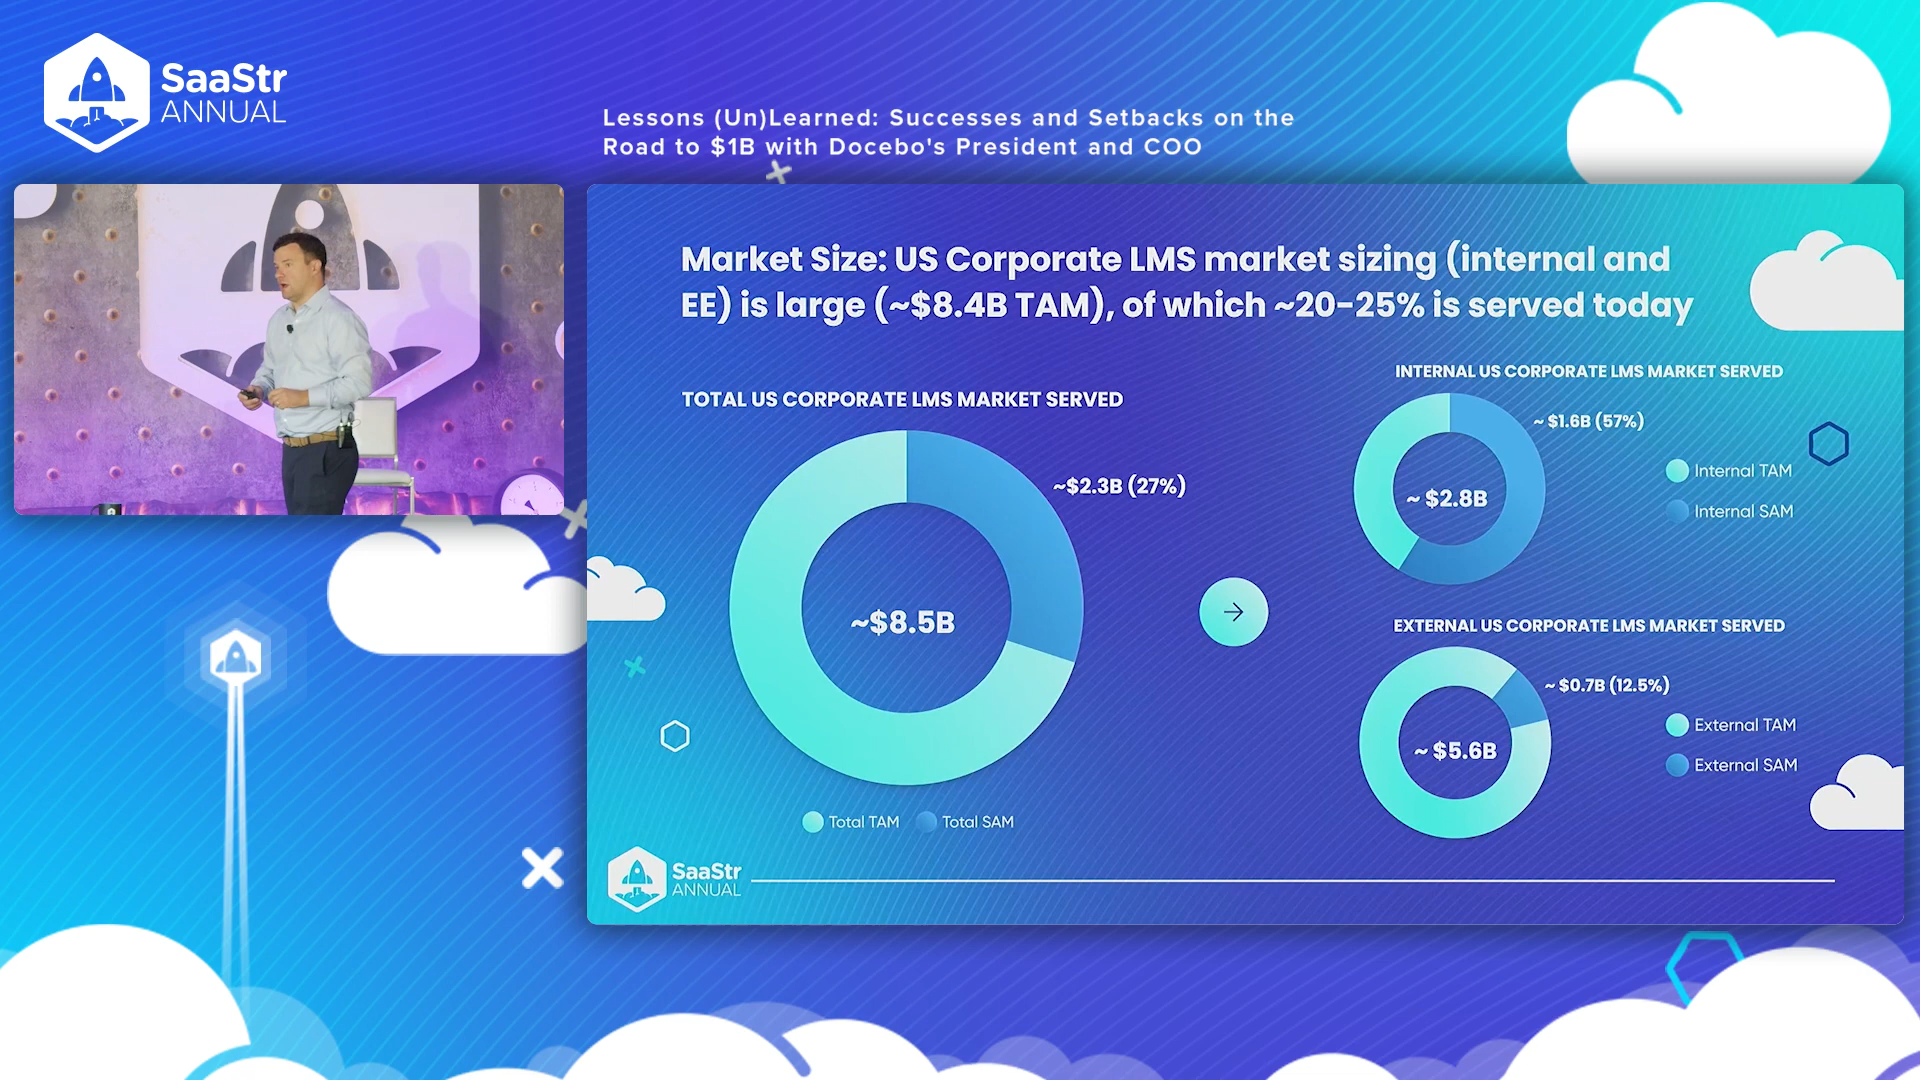 SaaStr
ANNUAL
Lessons (Un)Learned: Successes and Setbacks on the
Road to $1B with Docebo's President and COO
Market Size: US Corporate LMS market sizing (internal and
EE) is large (~$8.4B TAM), of which ~20-25% is served today
TOTAL US CORPORATE LMS MARKET SERVED
~$2.3B (27%)
~$8.5B
Total TAM
Total SAM
INTERNAL US CORPORATE LMS MARKET SERVED
~ $1.6B (57%)
~ $2.8B
Internal TAM
Internal SAM
EXTERNAL US CORPORATE LMS MARKET SERVED
~ $0.7B (12.5%)
~ $5.6B
External TAM
External SAM
SaaStr
ANNUAL